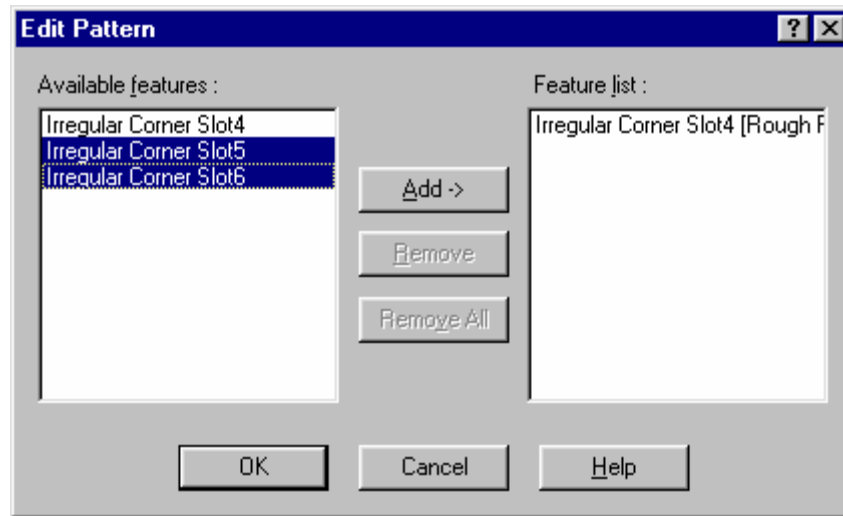 Edit Pattern
Available features :
Feature list :
Irregular Corner Slot4
Irregular Corner Slot5
Irregular Corner Slot6
Irregular Corner Slot4 [Rough F
Add ->
Remove
Remove All
OK
Cancel
Help